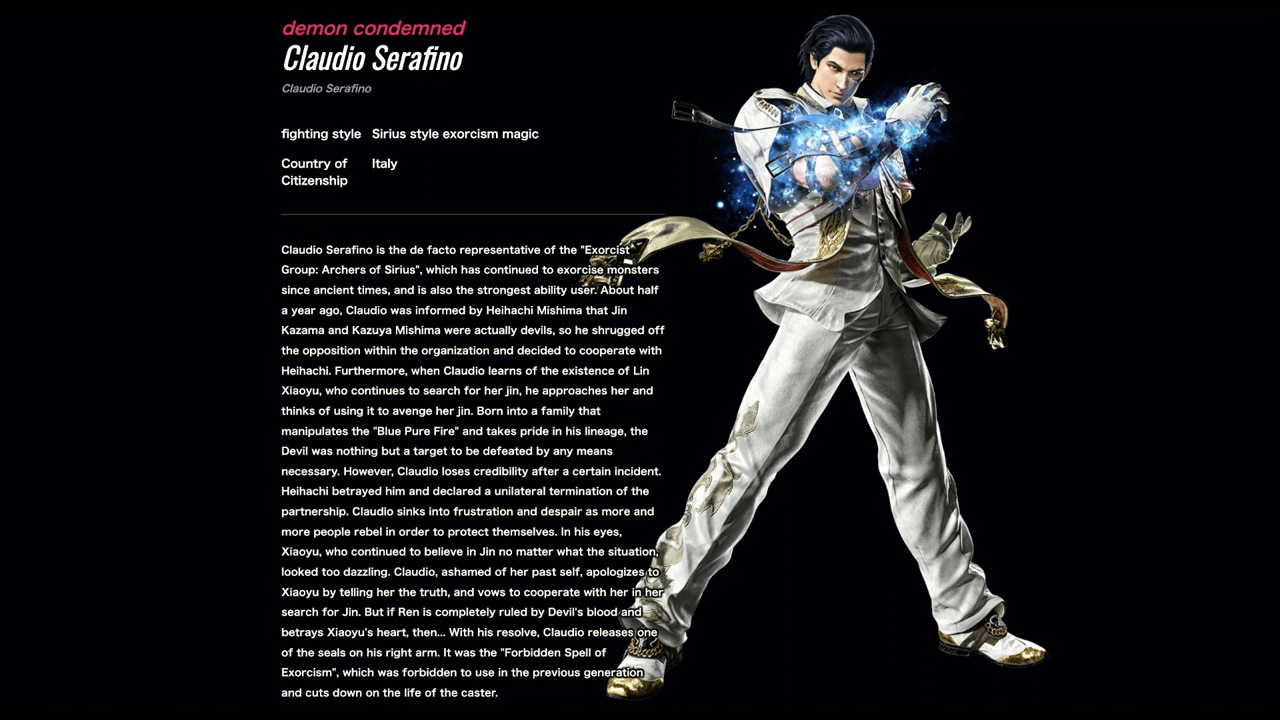 demon condemned
Claudio Serafino
Claudio Serafino
fighting style Sirius style exorcism magic
Country of Italy
Citizenship
Claudio Serafino is the de facto representative of the "Exorcist
Group: Archers of Sirius", which has continued to exorcise monsters
since ancient times, and is also the strongest ability user. About half
a year ago, Claudio was informed by Heihachi Mishima that Jin
Kazama and Kazuya Mishima were actually devils, so he shrugged off
the opposition within the organization and decided to cooperate with
Heihachi. Furthermore, when Claudio learns of the existence of Lin
Xiaoyu, who continues to search for her jin, he approaches her and
thinks of using it to avenge her jin. Born into a family that
manipulates the "Blue Pure Fire" and takes pride in his lineage, the
Devil was nothing but a target to be defeated by any means
necessary. However, Claudio loses credibility after a certain incident.
Heihachi betrayed him and declared a unilateral termination of the
partnership. Claudio sinks into frustration and despair as more and
more people rebel in order to protect themselves. In his eyes,
Xiaoyu, who continued to believe in Jin no matter what the situation,
looked too dazzling. Claudio, ashamed of her past self, apologizes to
Xiaoyu by telling her the truth, and vows to cooperate with her in her
search for Jin. But if Ren is completely ruled by Devil's blood and
betrays Xiaoyu's heart, then... With his resolve, Claudio releases one
of the seals on his right arm. It was the "Forbidden Spell of
Exorcism", which was forbidden to use in the previous generation
and cuts down on the life of the caster.